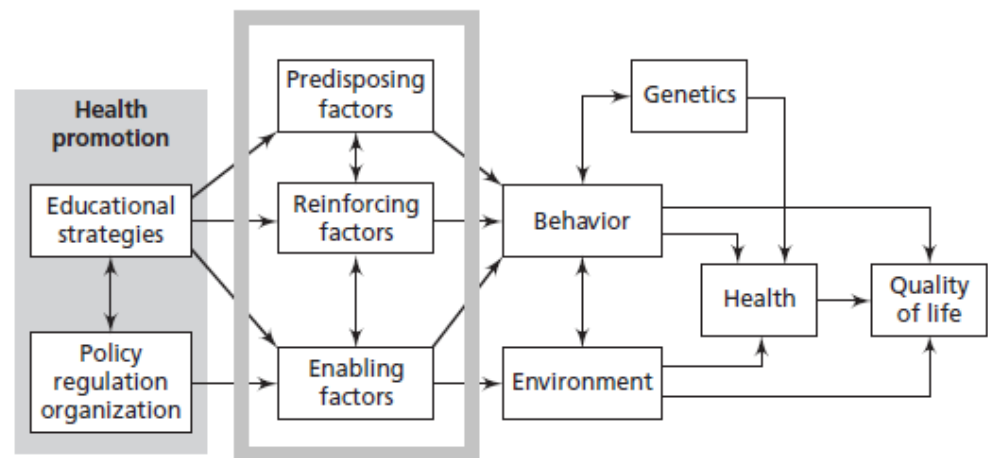 Health
promotion
Educational
strategies
Policy
regulation
organization
Predisposing
factors
Reinforcing
factors
Enabling
factors
Behavior
Environment
Genetics
Health
Quality
of life